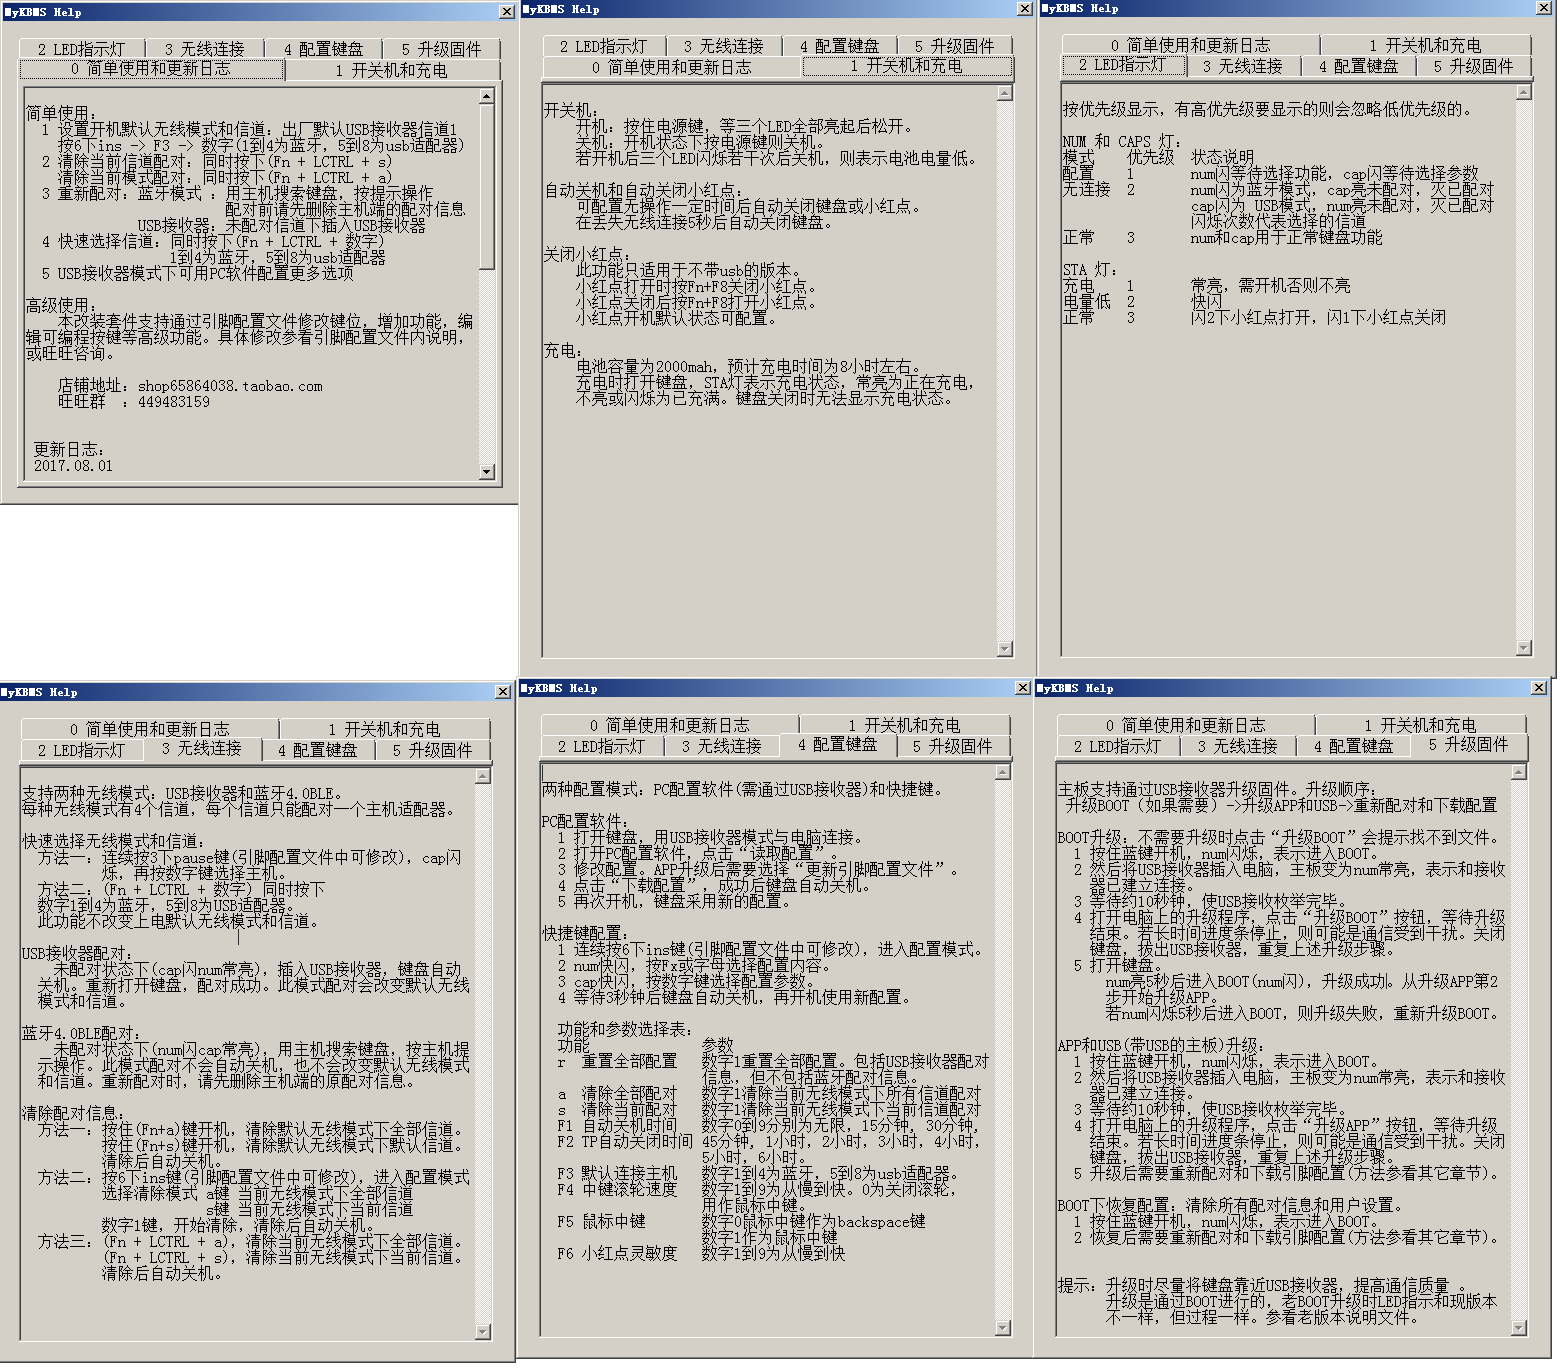 MyKBMS Help
2 LED指示灯
3 无线连接
4 配置键盘
5 升级固件
0 简单使用和更新日志
1 开关机和充电
简单使用：
1 设置开机默认无线模式和信道：出厂默认USB接收器信道1
按6下ins -> F3 -> 数字(1到4为蓝牙，5到8为usb适配器)
2 清除当前信道配对：同时按下(Fn + LCTRL + s)
清除当前模式配对：同时按下(Fn + LCTRL + a)
3 重新配对：蓝牙模式 ：用主机搜索键盘，按提示操作
配对前请先删除主机端的配对信息
USB接收器：未配对信道下插入USB接收器
4 快速选择信道：同时按下(Fn + LCTRL + 数字)
1到4为蓝牙，5到8为usb适配器
5 USB接收器模式下可用PC软件配置更多选项
高级使用：
本改装套件支持通过引脚配置文件修改键位，增加功能，编
辑可编程按键等高级功能。具体修改参看引脚配置文件内说明，
或旺旺咨询。
店铺地址：shop65864038.taobao.com
旺旺群 ：449483159
更新日志：
2017.08.01
MyKBMS Help
2 LED指示灯
3 无线连接
4 配置键盘
5 升级固件
0 简单使用和更新日志
1 开关机和充电
开关机：
开机：按住电源键，等三个LED全部亮起后松开。
关机：开机状态下按电源键则关机。
若开机后三个LED闪烁若干次后关机，则表示电池电量低。
自动关机和自动关闭小红点：
可配置无操作一定时间后自动关闭键盘或小红点。
在丢失无线连接5秒后自动关闭键盘。
关闭小红点：
此功能只适用于不带usb的版本。
小红点打开时按Fn+F8关闭小红点。
小红点关闭后按Fn+F8打开小红点。
小红点开机默认状态可配置。
充电：
电池容量为2000mah，预计充电时间为8小时左右。
充电时打开键盘，STA灯表示充电状态，常亮为正在充电，
不亮或闪烁为已充满。键盘关闭时无法显示充电状态。
MyKBMS Help
0 简单使用和更新日志
1 开关机和充电
2 LED指示灯
3 无线连接
4 配置键盘
5 升级固件
按优先级显示，有高优先级要显示的则会忽略低优先级的。
NUM 和 CAPS 灯：
模式 优先级 状态说明
配置 1 num闪等待选择功能，cap闪等待选择参数
无连接 2 num闪为蓝牙模式，cap亮未配对，灭已配对
cap闪为 USB模式，num亮未配对，灭已配对
闪烁次数代表选择的信道
正常 3 num和cap用于正常键盘功能
STA 灯：
充电 1 常亮，需开机否则不亮
电量低 2 快闪
正常 3 闪2下小红点打开，闪1下小红点关闭
MyKBMS Help
0 简单使用和更新日志
1 开关机和充电
2 LED指示灯
3 无线连接
4 配置键盘
5 升级固件
支持两种无线模式：USB接收器和蓝牙4.0BLE。
每种无线模式有4个信道，每个信道只能配对一个主机适配器。
快速选择无线模式和信道：
方法一：连续按3下pause键(引脚配置文件中可修改)，cap闪
烁，再按数字键选择主机。
方法二：(Fn + LCTRL + 数字) 同时按下
数字1到4为蓝牙，5到8为USB适配器。
此功能不改变上电默认无线模式和信道。
USB接收器配对：
未配对状态下(cap闪num常亮)，插入USB接收器，键盘自动
关机。重新打开键盘，配对成功。此模式配对会改变默认无线
模式和信道。
蓝牙4.0BLE配对：
未配对状态下(num闪cap常亮)，用主机搜索键盘，按主机提
示操作。此模式配对不会自动关机，也不会改变默认无线模式
和信道。重新配对时，请先删除主机端的原配对信息。
清除配对信息：
方法一：按住(Fn+a)键开机，清除默认无线模式下全部信道。
按住(Fn+s)键开机，清除默认无线模式下默认信道。
清除后自动关机。
方法二：按6下ins键(引脚配置文件中可修改)，进入配置模式
选择清除模式 a键 当前无线模式下全部信道
s键 当前无线模式下当前信道
数字1键，开始清除，清除后自动关机。
方法三：(Fn + LCTRL + a)，清除当前无线模式下全部信道。
(Fn + LCTRL + s)，清除当前无线模式下当前信道。
清除后自动关机。
MyKBMS Help
0 简单使用和更新日志
1 开关机和充电
2 LED指示灯
3 无线连接
4 配置键盘
5 升级固件
两种配置模式：PC配置软件(需通过USB接收器)和快捷键。
PC配置软件：
1 打开键盘，用USB接收器模式与电脑连接。
2 打开PC配置软件，点击“读取配置”。
3 修改配置。APP升级后需要选择“更新引脚配置文件”。
4 点击“下载配置”，成功后键盘自动关机。
5 再次开机，键盘采用新的配置。
快捷键配置：
1 连续按6下ins键(引脚配置文件中可修改)，进入配置模式。
2 num快闪，按Fx或字母选择配置内容。
3 cap快闪，按数字键选择配置参数。
4 等待3秒钟后键盘自动关机，再开机使用新配置。
功能和参数选择表：
功能 参数
r 重置全部配置 数字1重置全部配置。包括USB接收器配对
信息，但不包括蓝牙配对信息。
a 清除全部配对 数字1清除当前无线模式下所有信道配对
s 清除当前配对 数字1清除当前无线模式下当前信道配对
F1 自动关机时间 数字0到9分别为无限，15分钟，30分钟，
F2 TP自动关闭时间 45分钟，1小时，2小时，3小时，4小时，
5小时，6小时。
F3 默认连接主机 数字1到4为蓝牙，5到8为usb适配器。
F4 中键滚轮速度 数字1到9为从慢到快。0为关闭滚轮，
用作鼠标中键。
F5 鼠标中键 数字0鼠标中键作为backspace键
数字1作为鼠标中键
F6 小红点灵敏度 数字1到9为从慢到快
MyKBMS Help
0 简单使用和更新日志
1 开关机和充电
2 LED指示灯
3 无线连接
4 配置键盘
5 升级固件
主板支持通过USB接收器升级固件。升级顺序：
升级BOOT（如果需要）->升级APP和USB->重新配对和下载配置
BOOT升级：不需要升级时点击“升级BOOT”会提示找不到文件。
1 按住蓝键开机，num闪烁，表示进入BOOT。
2 然后将USB接收器插入电脑，主板变为num常亮，表示和接收
器已建立连接。
3 等待约10秒钟，使USB接收枚举完毕。
4 打开电脑上的升级程序，点击“升级BOOT”按钮，等待升级
结束。若长时间进度条停止，则可能是通信受到干扰。关闭
键盘，拔出USB接收器，重复上述升级步骤。
5 打开键盘。
num亮5秒后进入BOOT(num闪)，升级成功。从升级APP第2
步开始升级APP。
若num闪烁5秒后进入BOOT，则升级失败，重新升级BOOT。
APP和USB(带USB的主板)升级：
1 按住蓝键开机，num闪烁，表示进入BOOT。
2 然后将USB接收器插入电脑，主板变为num常亮，表示和接收
器已建立连接。
3 等待约10秒钟，使USB接收枚举完毕。
4 打开电脑上的升级程序，点击“升级APP”按钮，等待升级
结束。若长时间进度条停止，则可能是通信受到干扰。关闭
键盘，拔出USB接收器，重复上述升级步骤。
5 升级后需要重新配对和下载引脚配置(方法参看其它章节)。
BOOT下恢复配置：清除所有配对信息和用户设置。
1 按住蓝键开机，num闪烁，表示进入BOOT。
2 恢复后需要重新配对和下载引脚配置(方法参看其它章节)。
提示：升级时尽量将键盘靠近USB接收器，提高通信质量 。
升级是通过BOOT进行的，老BOOT升级时LED指示和现版本
不一样，但过程一样。参看老版本说明文件。